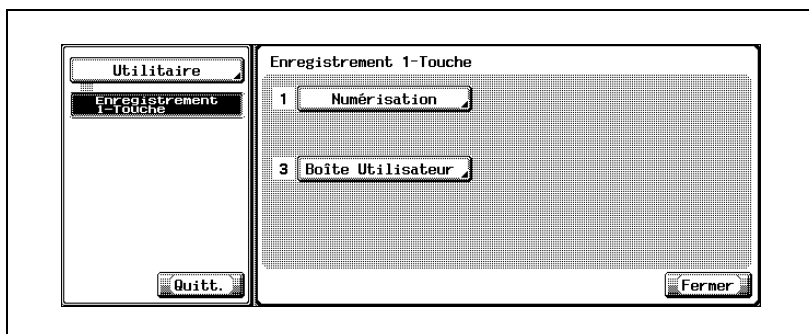 Utilitaire
Enregistrement
1-Touche
Quitt.
Enregistrement 1-Touche
1 Numérisation
3 Boîte Utilisateur
Fermer